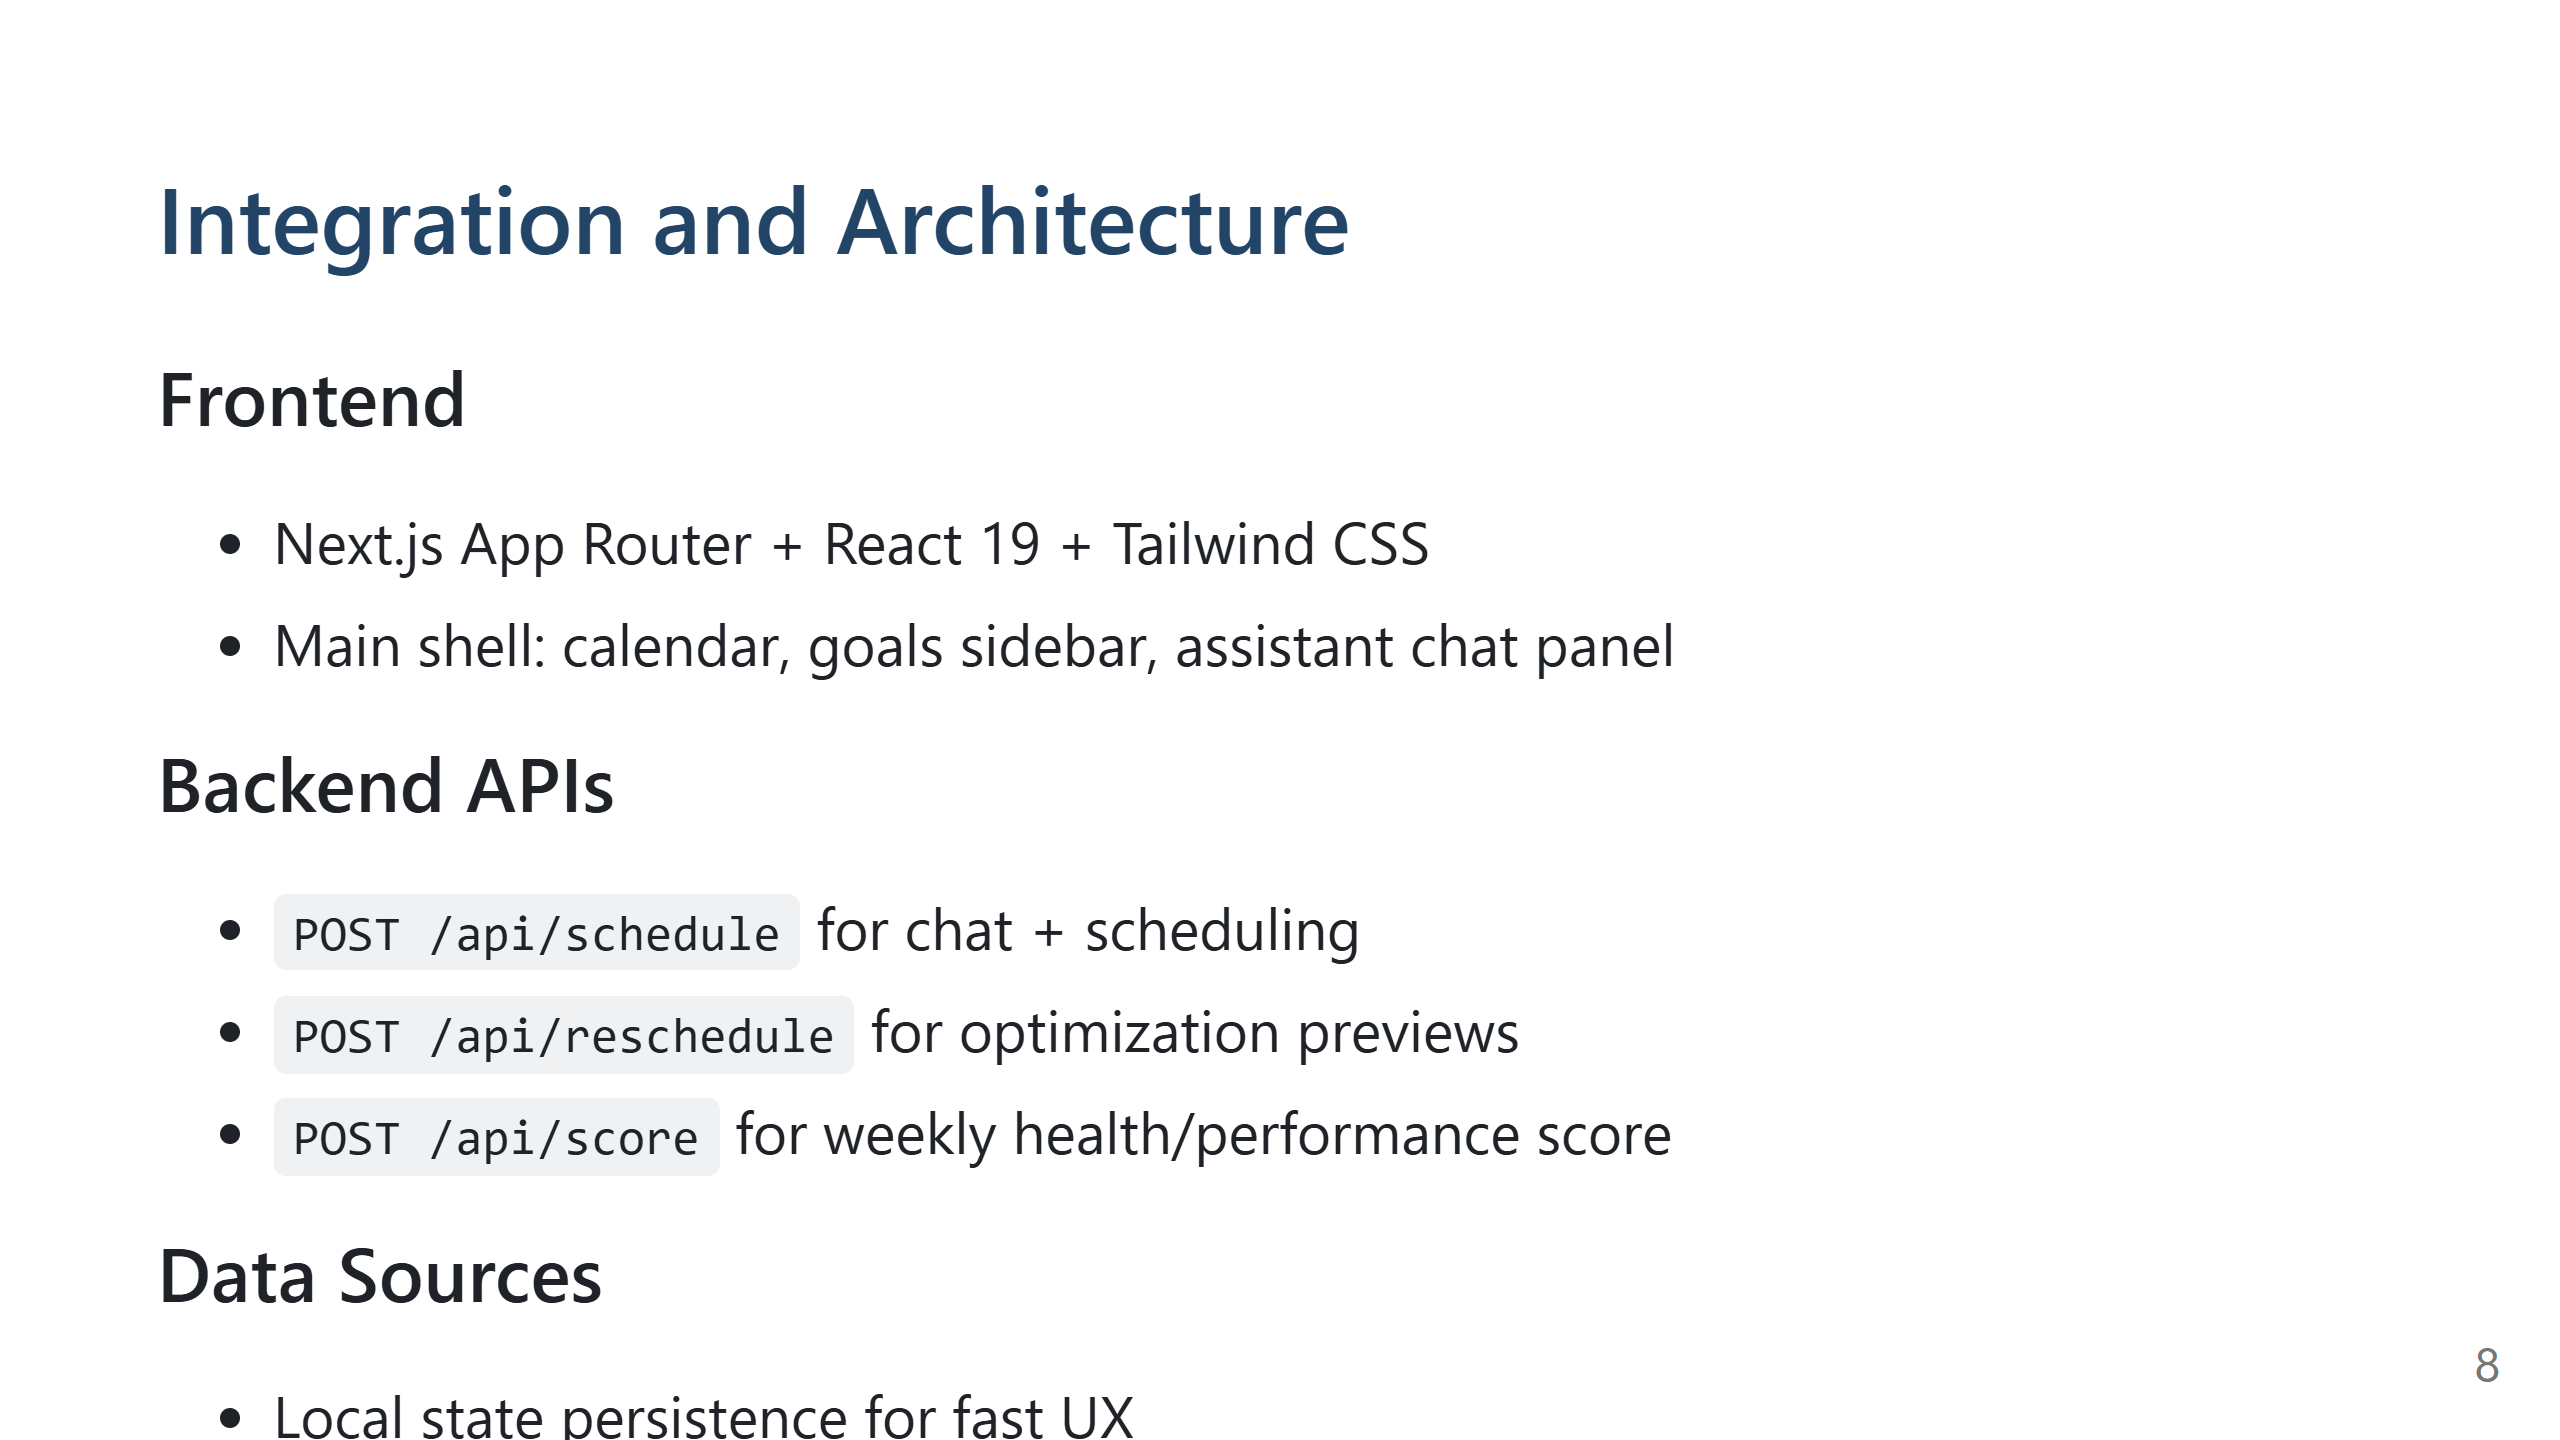 Integration and Architecture
Frontend
• Next.js App Router + React 19 + Tailwind CSS
• Main shell: calendar, goals sidebar, assistant chat panel
Backend APIs
• POST /api/schedule for chat + scheduling
• POST /api/reschedule for optimization previews
• POST /api/score for weekly health/performance score
Data Sources
• Local state persistence for fast UX
8